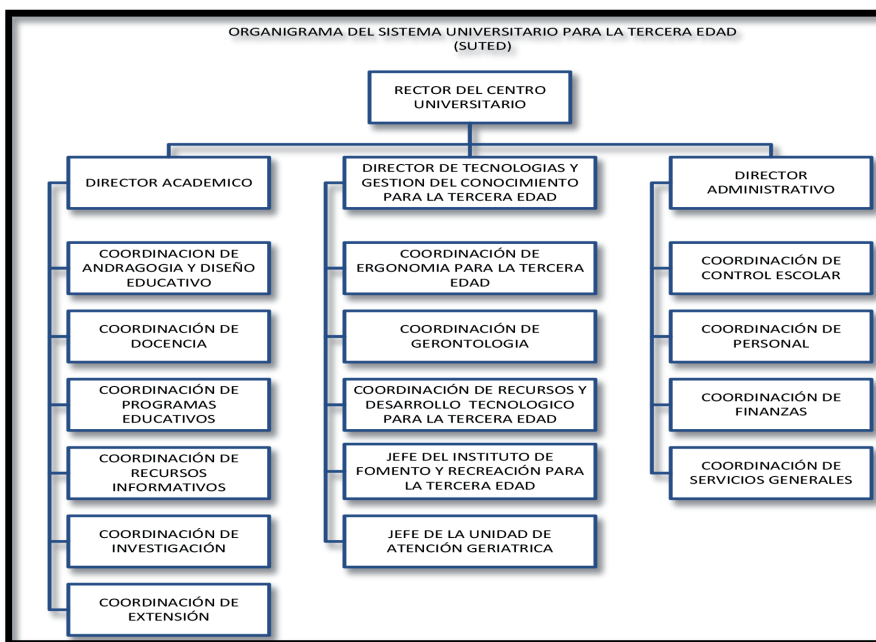 ORGANIGRAMA DEL SISTEMA UNIVERSITARIO PARA LA TERCERA EDAD
(SUTED)
RECTOR DEL CENTRO
UNIVERSITARIO
DIRECTOR ACADEMICO
COORDINACION DE
ANDRAGOGIA Y DISEÑO
EDUCATIVO
COORDINACIÓN DE
DOCENCIA
COORDINACIÓN DE
PROGRAMAS
EDUCATIVOS
COORDINACIÓN DE
RECURSOS
INFORMATIVOS
COORDINACIÓN DE
INVESTIGACIÓN
COORDINACIÓN DE
EXTENSIÓN
DIRECTOR DE TECNOLOGIAS Y
GESTION DEL CONOCIMIENTO
PARA LA TERCERA EDAD
COORDINACIÓN DE
ERGONOMIA PARA LA TERCERA
EDAD
COORDINACIÓN DE
GERONTOLOGIA
COORDINACIÓN DE RECURSOS Y
DESARROLLO TECNOLOGICO
PARA LA TERCERA EDAD
JEFE DEL INSTITUTO DE
FOMENTO Y RECREACIÓN PARA
LA TERCERA EDAD
JEFE DE LA UNIDAD DE
ATENCIÓN GERIATRICA
DIRECTOR
ADMINISTRATIVO
COORDINACIÓN DE
CONTROL ESCOLAR
COORDINACIÓN DE
PERSONAL
COORDINACIÓN DE
FINANZAS
COORDINACIÓN DE
SERVICIOS GENERALES